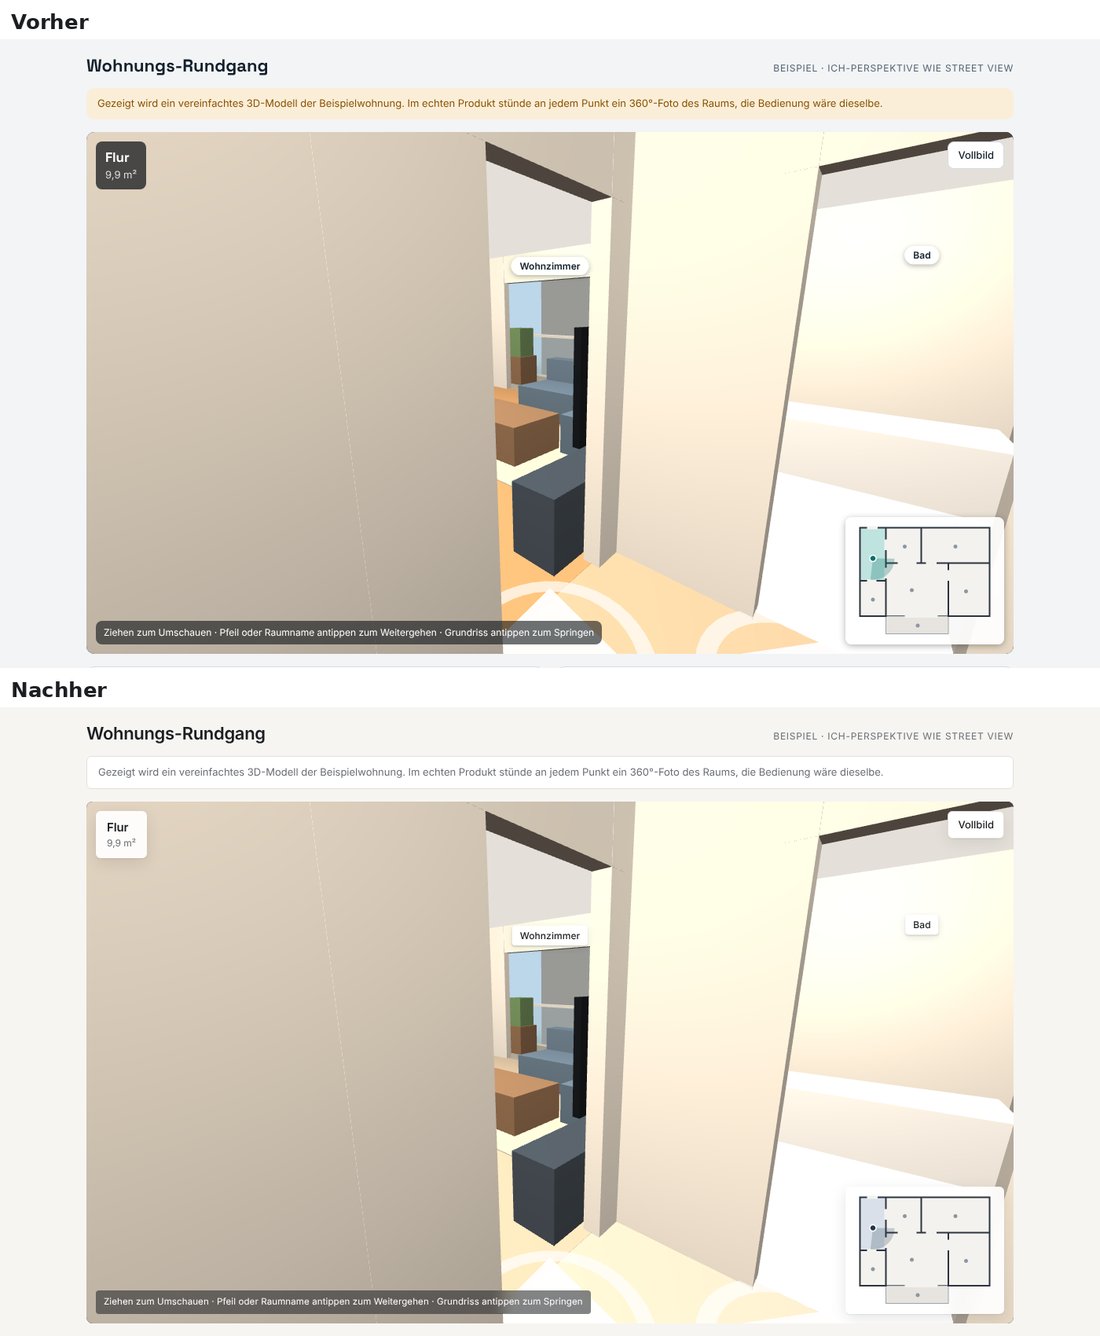 Vorher
Wohnungs-Rundgang
BEISPIEL · ICH-PERSPEKTIVE WIE STREET VIEW
Gezeigt wird ein vereinfachtes 3D-Modell der Beispielwohnung. Im echten Produkt stünde an jedem Punkt ein 360°-Foto des Raums, die Bedienung wäre dieselbe.
Flur
9,9 m²
Vollbild
Wohnzimmer
Bad
Ziehen zum Umschauen · Pfeil oder Raumname antippen zum Weitergehen · Grundriss antippen zum Springen
Nachher
Wohnungs-Rundgang
BEISPIEL · ICH-PERSPEKTIVE WIE STREET VIEW
Gezeigt wird ein vereinfachtes 3D-Modell der Beispielwohnung. Im echten Produkt stünde an jedem Punkt ein 360°-Foto des Raums, die Bedienung wäre dieselbe.
Flur
9,9 m²
Vollbild
Wohnzimmer
Bad
Ziehen zum Umschauen · Pfeil oder Raumname antippen zum Weitergehen · Grundriss antippen zum Springen